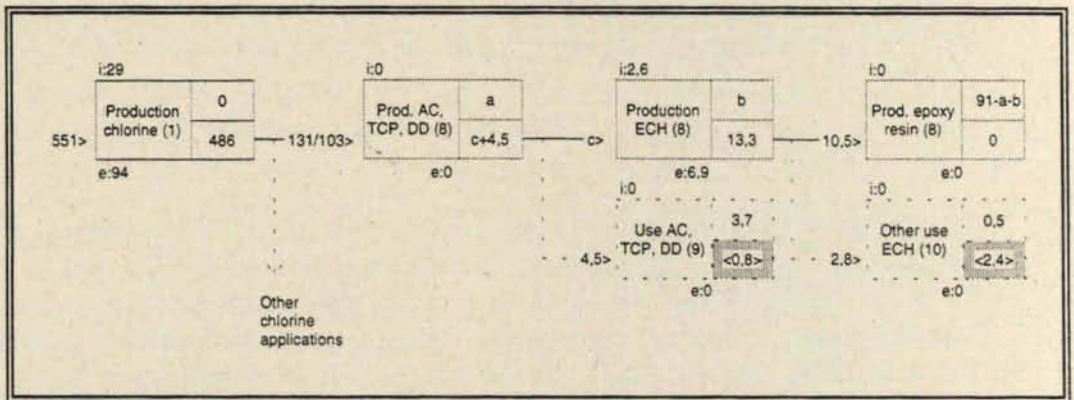 i:29
Production chlorine (1)
0
486
551>
e:94
131/103>
i:0
Prod. AC, TCP, DD (8)
a
c+4,5
e:0
c>
i:2,6
Production ECH (8)
b
13,3
e:6,9
10,5>
i:0
Prod. epoxy resin (8)
91-a-b
0
e:0
4,5>
i:0
Use AC, TCP, DD (9)
3,7
<0,8>
e:0
2,8>
i:0
Other use ECH (10)
0,5
<2,4>
e:0
Other
chlorine
applications